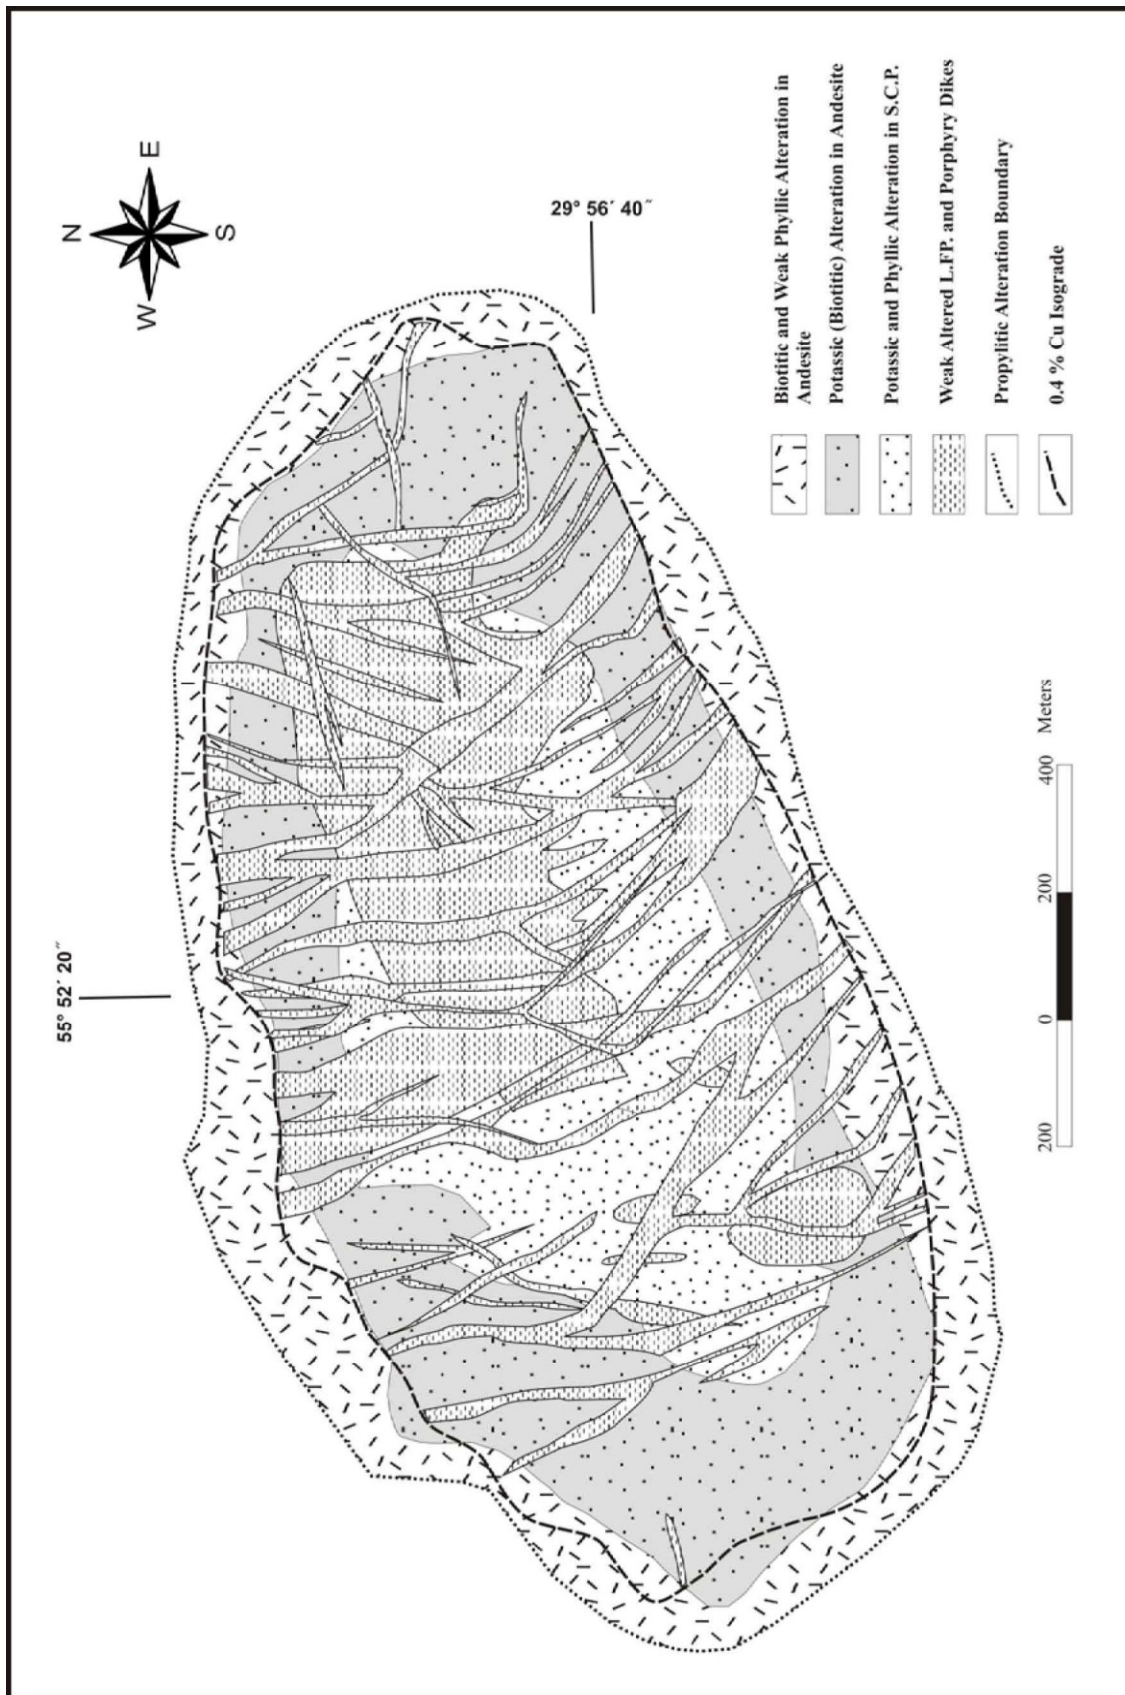 N
E
S
W
29° 56´ 40˝
55° 52´ 20˝
Biotitic and Weak Phyllic Alteration in
Andesite
Potassic (Biotitic) Alteration in Andesite
Potassic and Phyllic Alteration in S.C.P.
Weak Altered L.FP. and Porphyry Dikes
Propylitic Alteration Boundary
0.4 % Cu Isograde
200 0 200 400 Meters